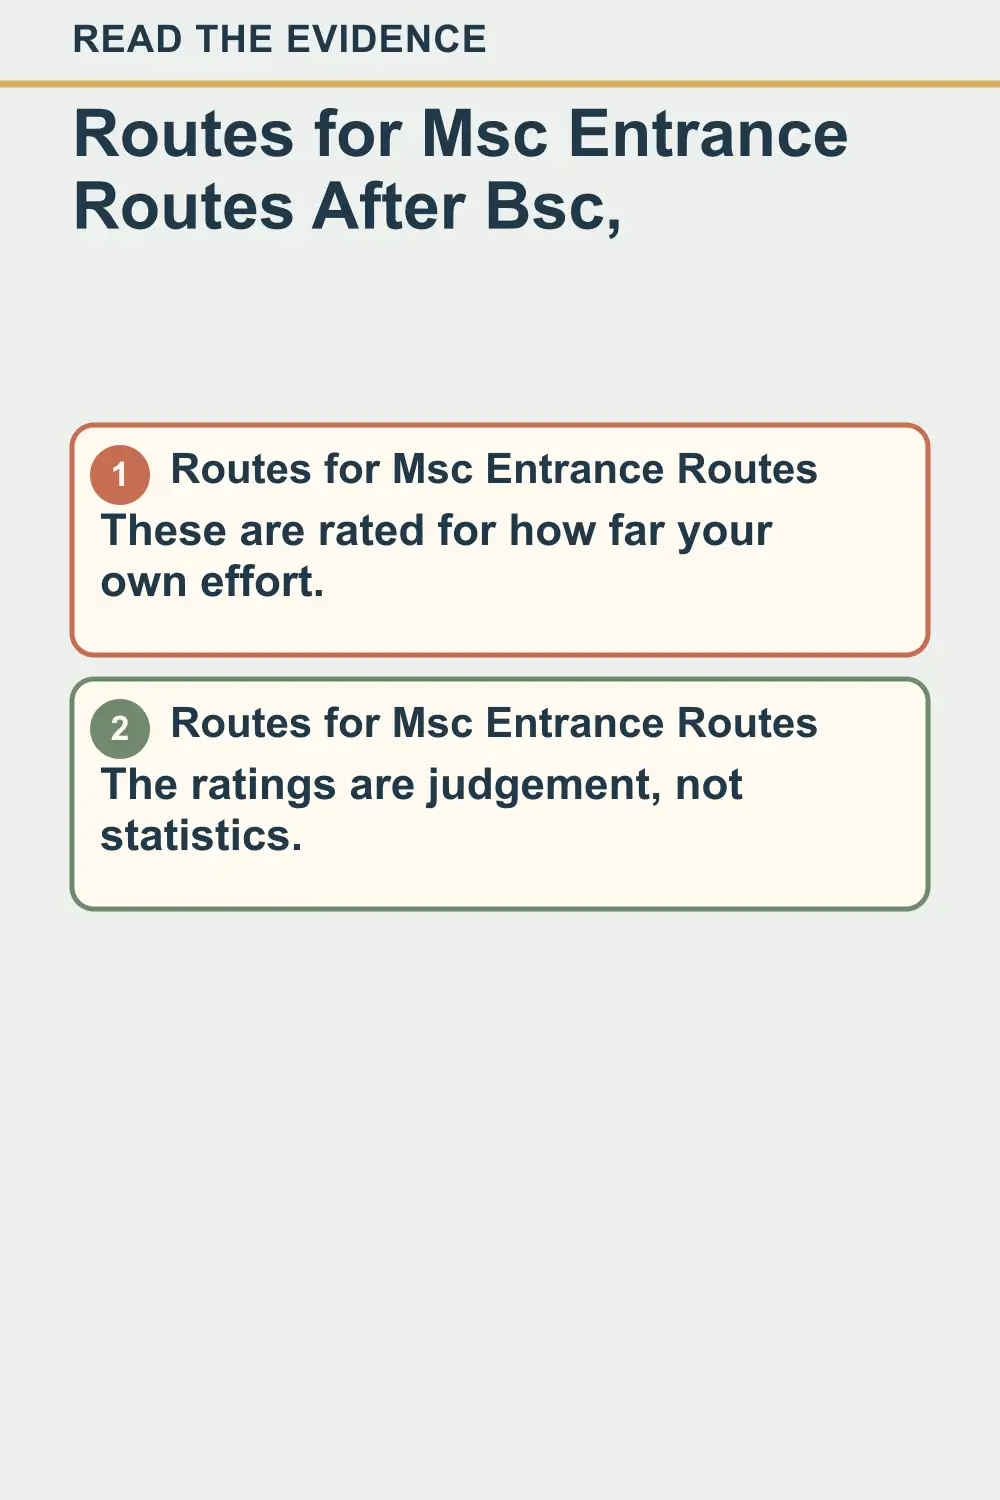 READ THE EVIDENCE
Routes for Msc Entrance
Routes After Bsc,
1 Routes for Msc Entrance Routes
These are rated for how far your
own effort.
2 Routes for Msc Entrance Routes
The ratings are judgement, not
statistics.